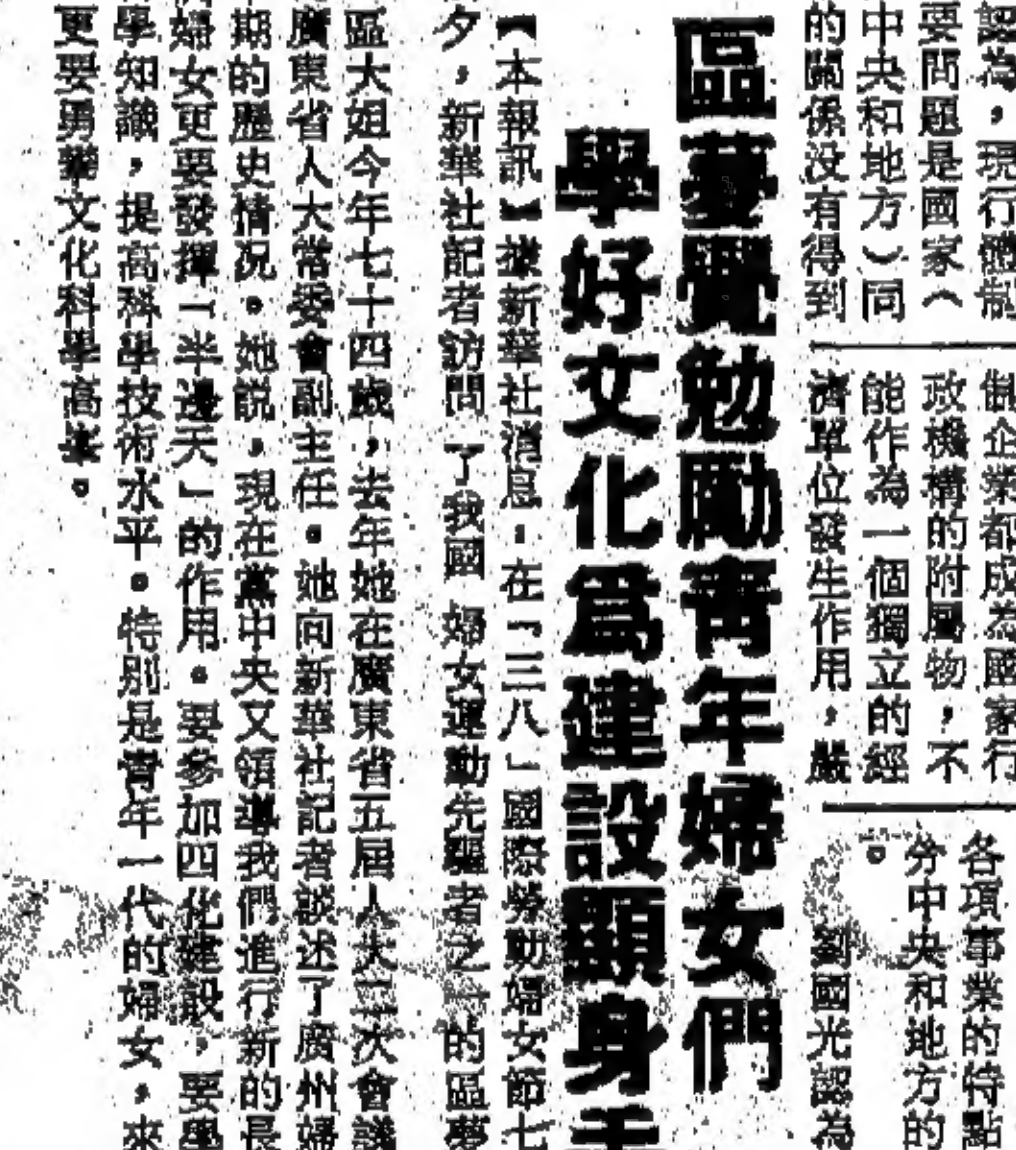 認為，現行體制
要問題是國家（
中央和地方）同
的關係没有得到
制企業都成為國家行
政機構的附属物，不
能作為一個獨立的經
濟單位發生作用，嚴
各項事業的特點
分中央和地方的
。
劉國光認為
區夢覺勉勵青年婦女們
學好文化爲建設顯身手
【本報訊】據新華社消息，在「三八」國際勞動婦女節七
夕，新華社記者訪問了我國婦女運動先驅者之一的區夢
區大姐今年七十四歲，去年她在廣東省五屆人大二次會議
廣東省人大常委會副主任。她向新華社記者談述了廣州婦
期的歷史情况。她説，現在黨中央又領導我們進行新的長
婦女更要發揮「半邊天」的作用。要參加四化建設，要學
學知識，提高科學技術水平。特别是青年一代的婦女，來
更要勇攀文化科學高峯。